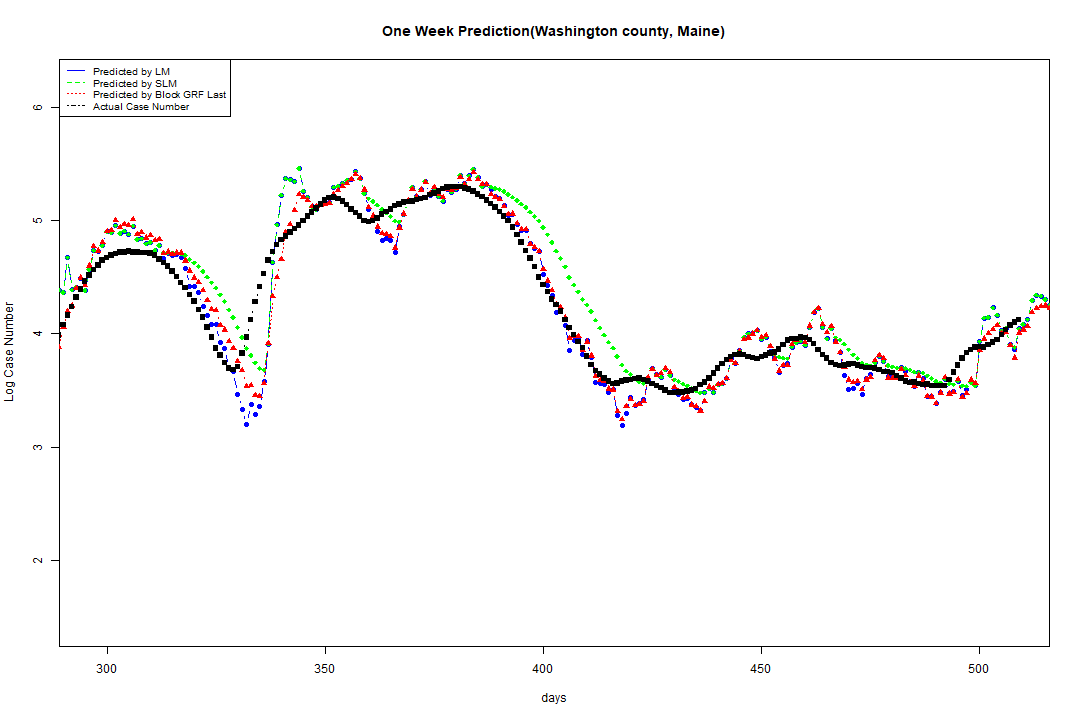 One Week Prediction(Washington county, Maine)
Predicted by LM
Predicted by SLM
Predicted by Block GRF Last
Actual Case Number
6
5
4
3
2
Log Case Number
300 350 400 450 500
days